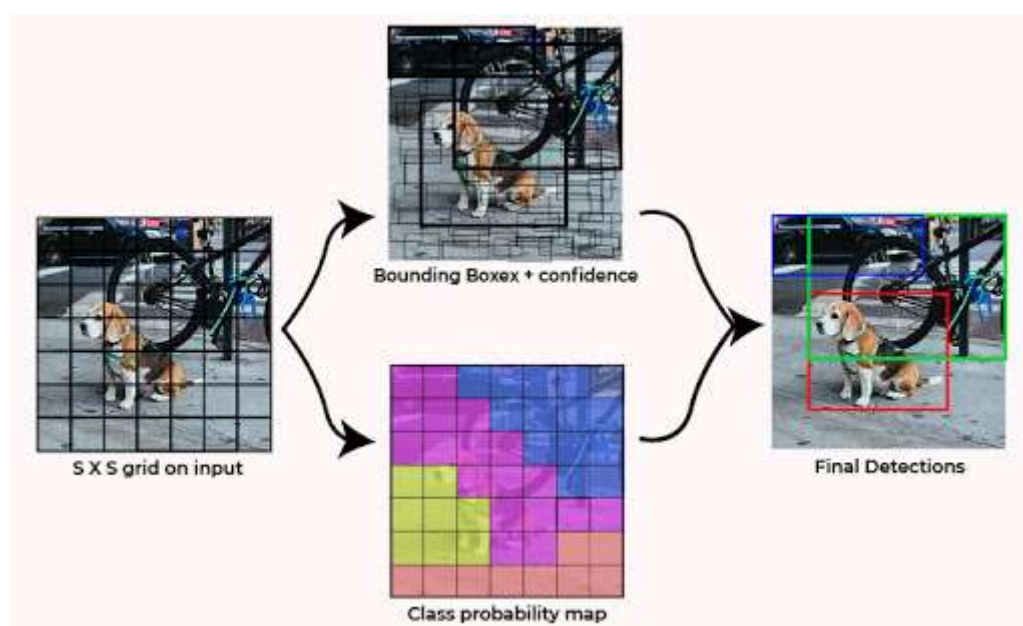 Bounding Boxex + confidence
S X S grid on input
Final Detections
Class probability map